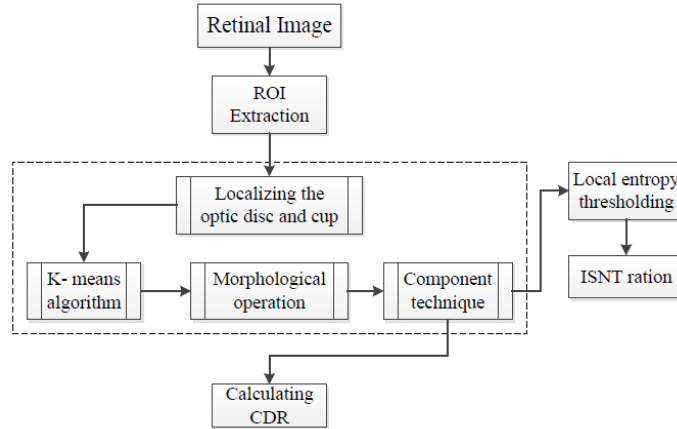 Retinal Image
ROI
Extraction
Localizing the
optic disc and cup
K- means
algorithm
Morphological
operation
Component
technique
Local entropy
thresholding
ISNT ration
Calculating
CDR